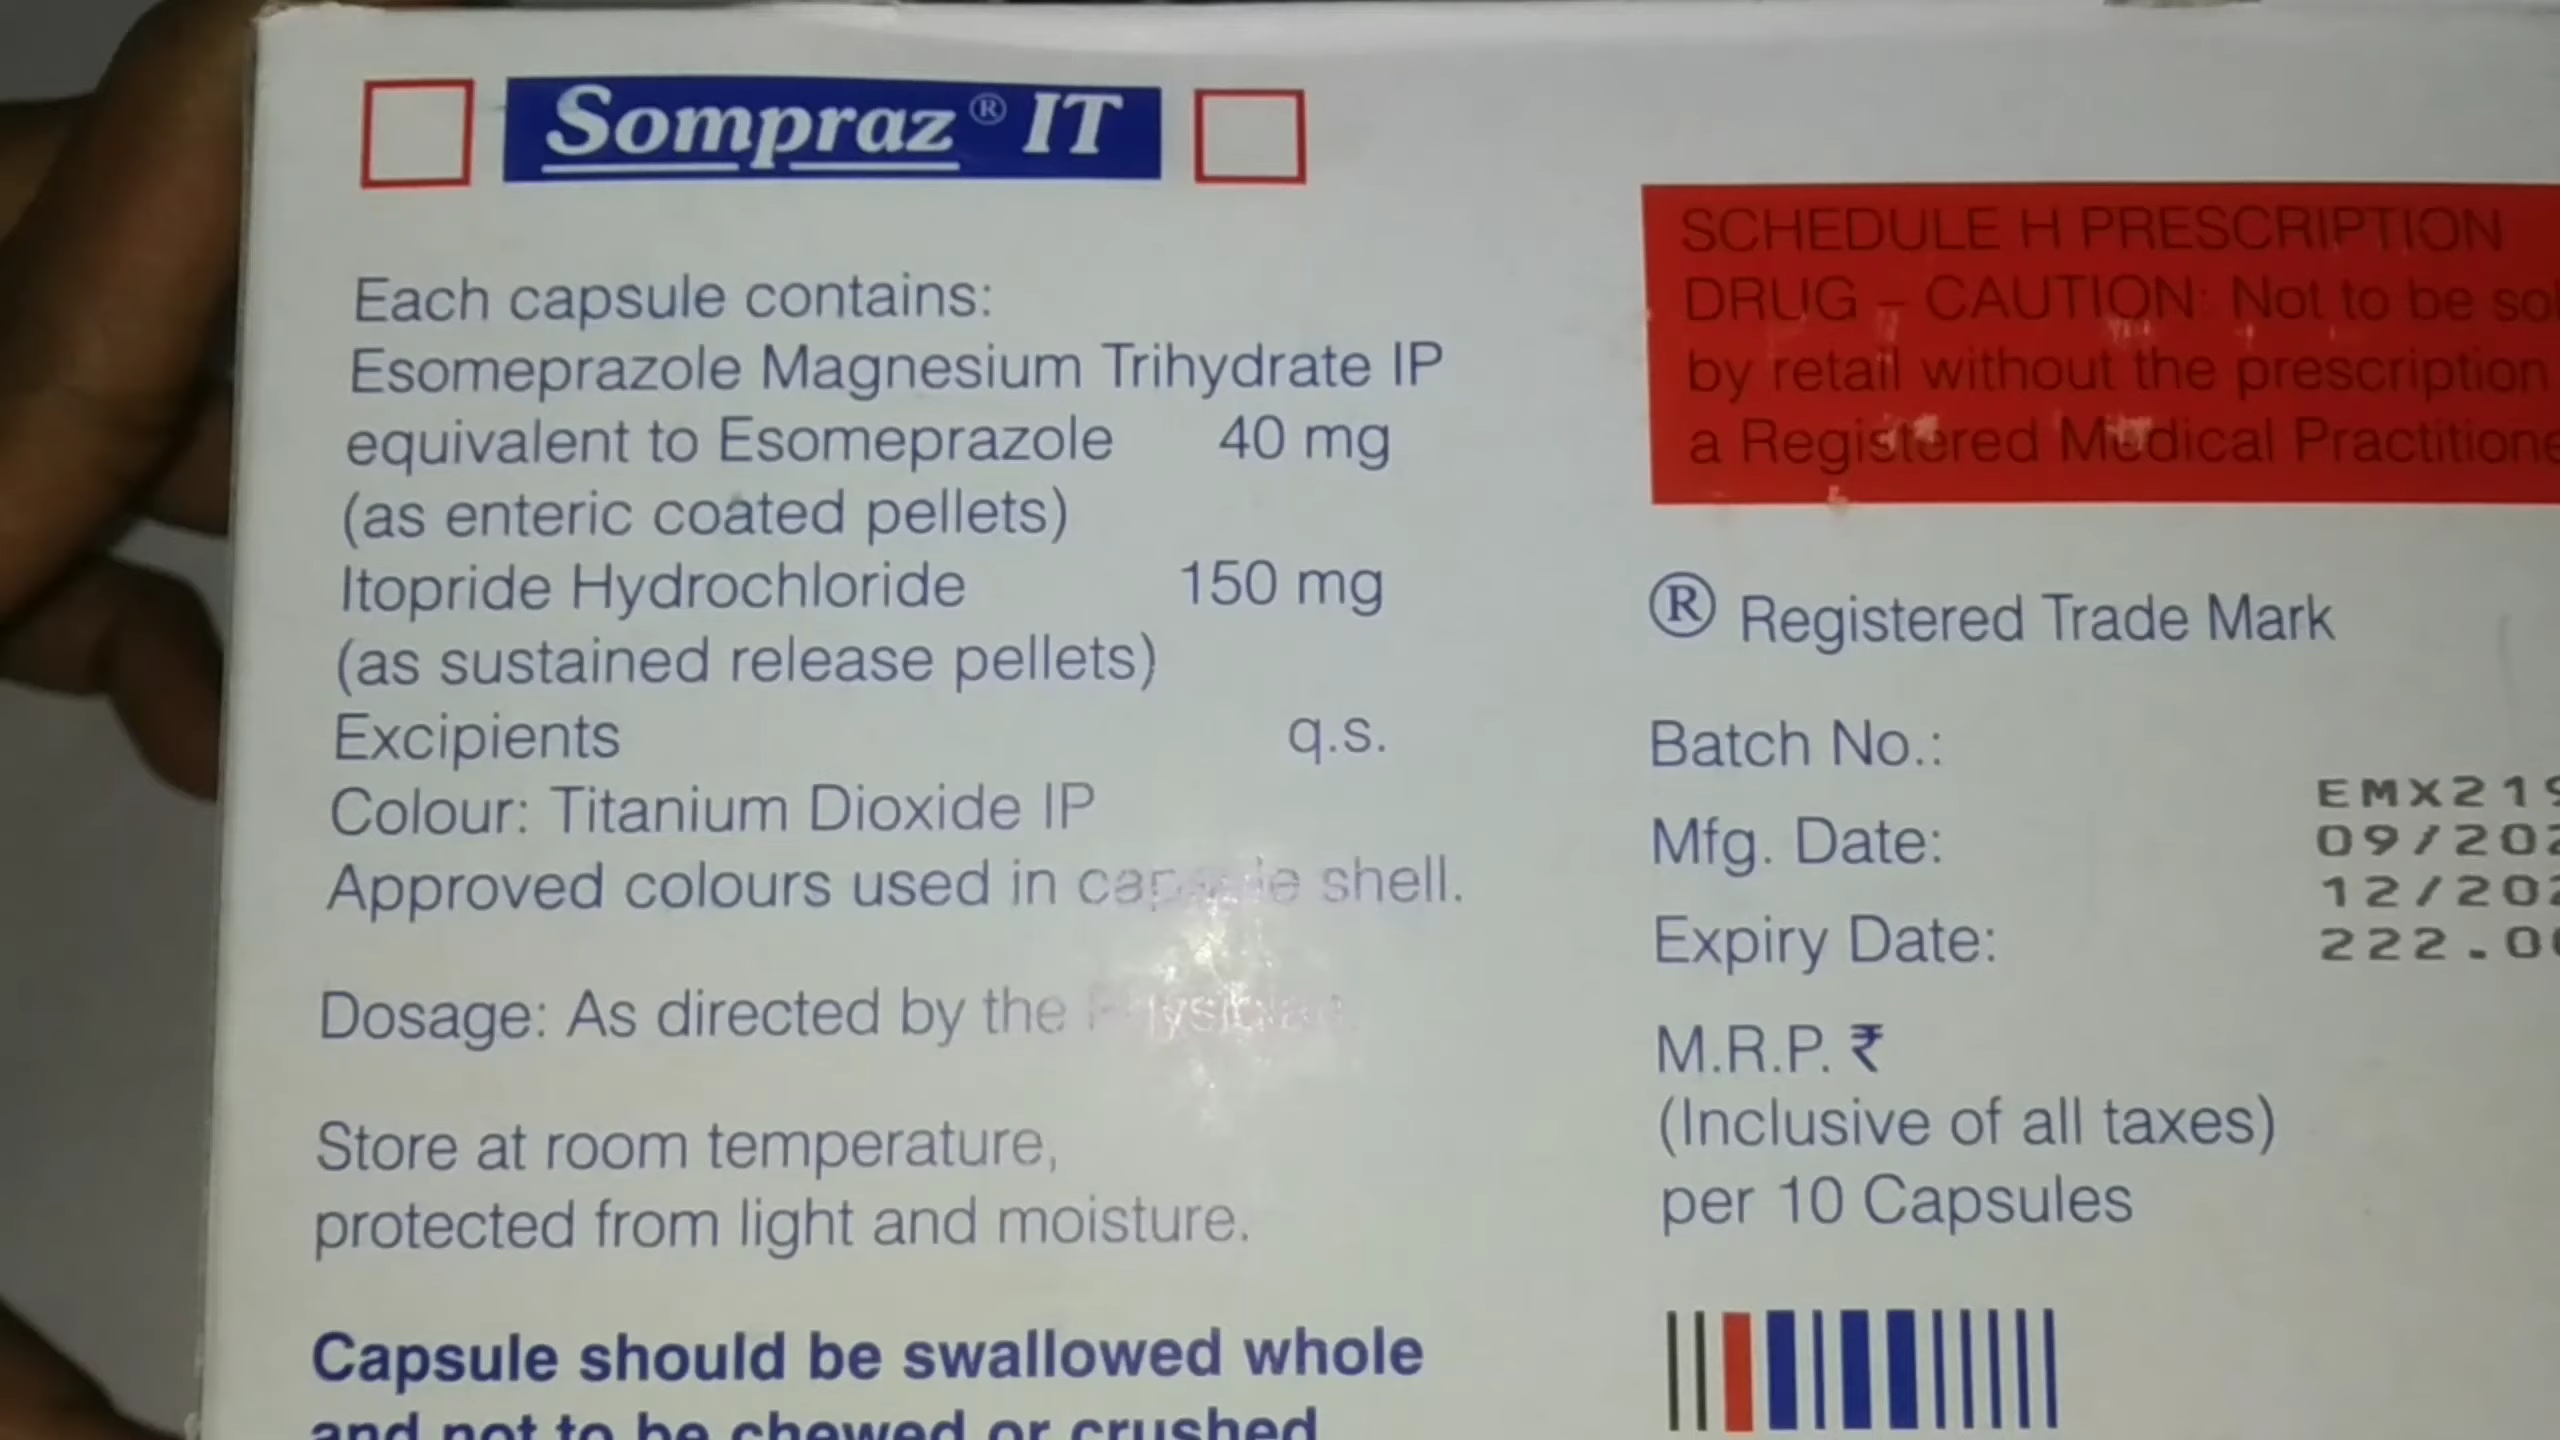 Sompraz® IT
Each capsule contains:
Esomeprazole Magnesium Trihydrate IP
equivalent to Esomeprazole 40 mg
(as enteric coated pellets)
Itopride Hydrochloride 150 mg
(as sustained release pellets)
Excipients q.s.
Colour: Titanium Dioxide IP
Approved colours used in capsule shell.
Dosage: As directed by the Physician.
Store at room temperature,
protected from light and moisture.
Capsule should be swallowed whole
and not to be chewed or crushed
SCHEDULE H PRESCRIPTION
DRUG – CAUTION: Not to be
by retail without the prescription
a Registered Medical
® Registered Trade Mark
Batch No.:
EMX219
Mfg. Date:
09/202
12/202
Expiry Date:
222.0
M.R.P. ₹
(Inclusive of all taxes)
per 10 Capsules